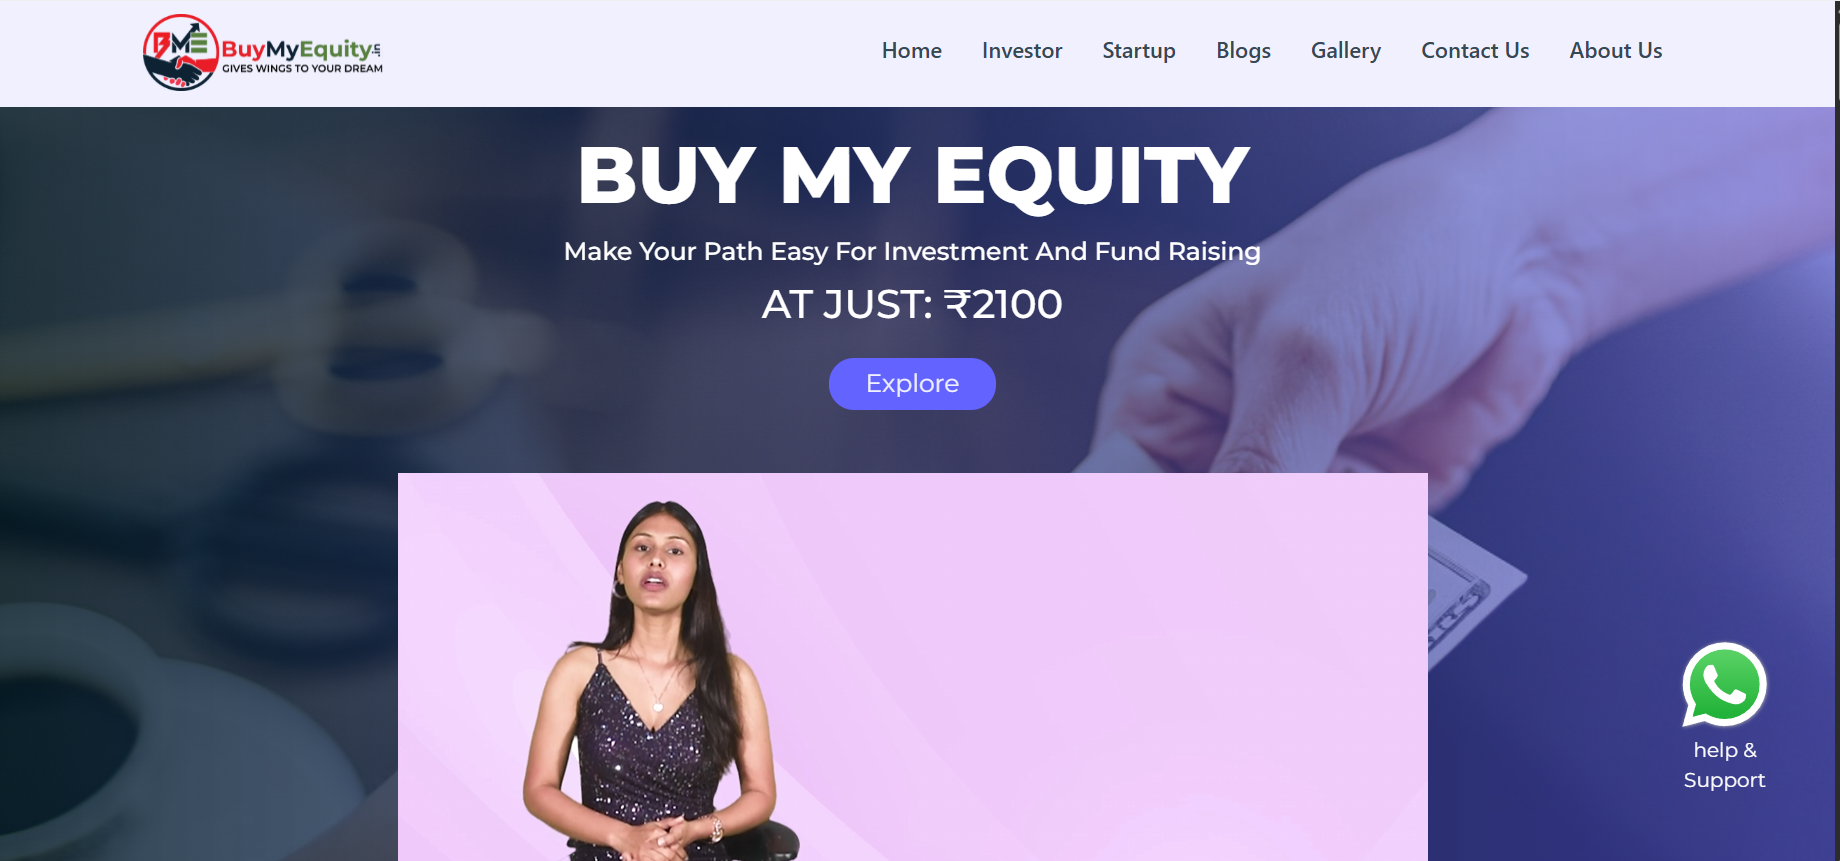 BME
BuyMyEquity.in
GIVES WINGS TO YOUR DREAM
Home Investor Startup Blogs Gallery Contact Us About Us
BUY MY EQUITY
Make Your Path Easy For Investment And Fund Raising
AT JUST: ₹2100
Explore
help &
Support